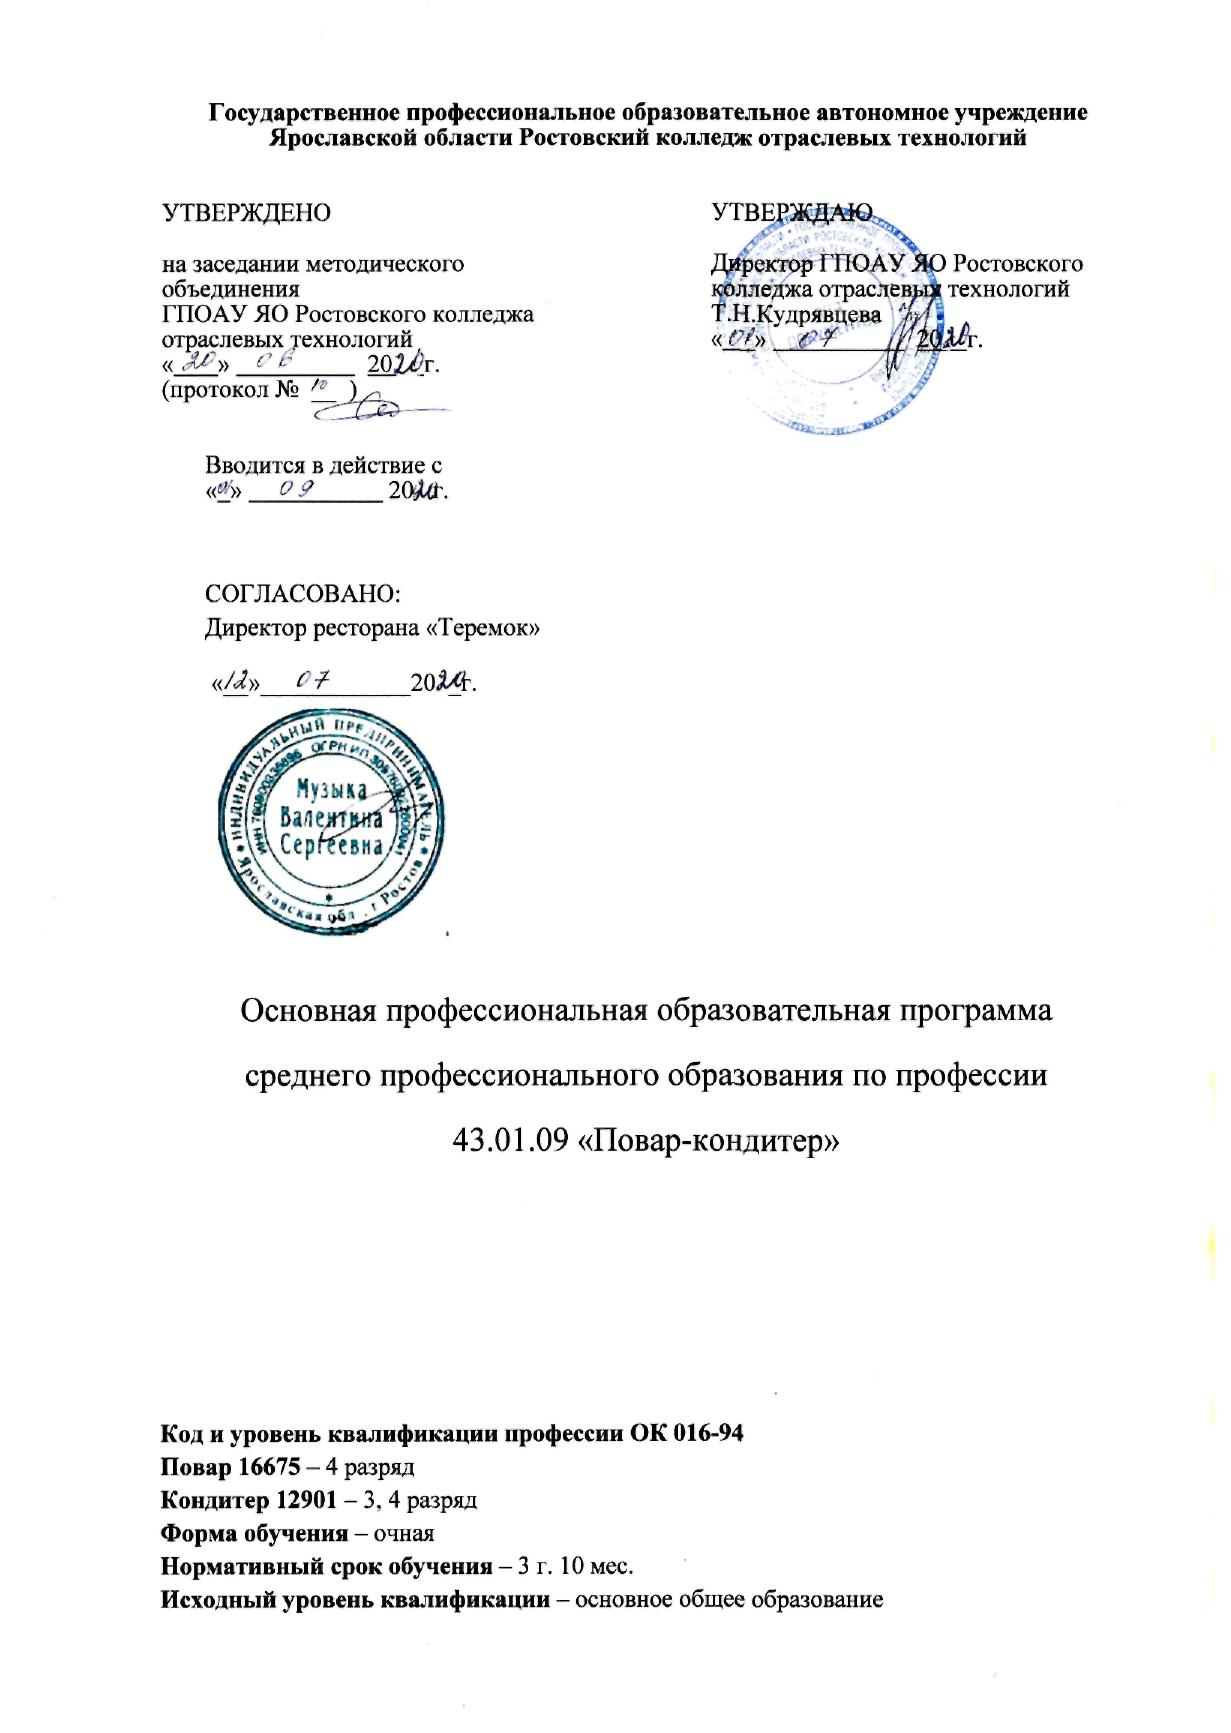 Государственное профессиональное образовательное автономное учреждение
Ярославской области Ростовский колледж отраслевых технологий
УТВЕРЖДЕНО
на заседании методического
объединения
ГПОАУ ЯО Ростовского колледжа
отраслевых технологий
«20» 06 2020г.
(протокол № 10 )
УТВЕРЖДАЮ
Директор ГПОАУ ЯО Ростовского
колледжа отраслевых технологий
Т.Н.Кудрявцева
«01» 07 2020г.
Вводится в действие с
«01» 09 2020г.
СОГЛАСОВАНО:
Директор ресторана «Теремок»
«12» 07 2020г.
ИНДИВИДУАЛЬНЫЙ ПРЕДПРИНИМАТЕЛЬ
Ярославская обл. г Ростов
Музыка
Валентина
Сергеевна
Основная профессиональная образовательная программа
среднего профессионального образования по профессии
43.01.09 «Повар-кондитер»
Код и уровень квалификации профессии ОК 016-94
Повар 16675 – 4 разряд
Кондитер 12901 – 3, 4 разряд
Форма обучения – очная
Нормативный срок обучения – 3 г. 10 мес.
Исходный уровень квалификации – основное общее образование